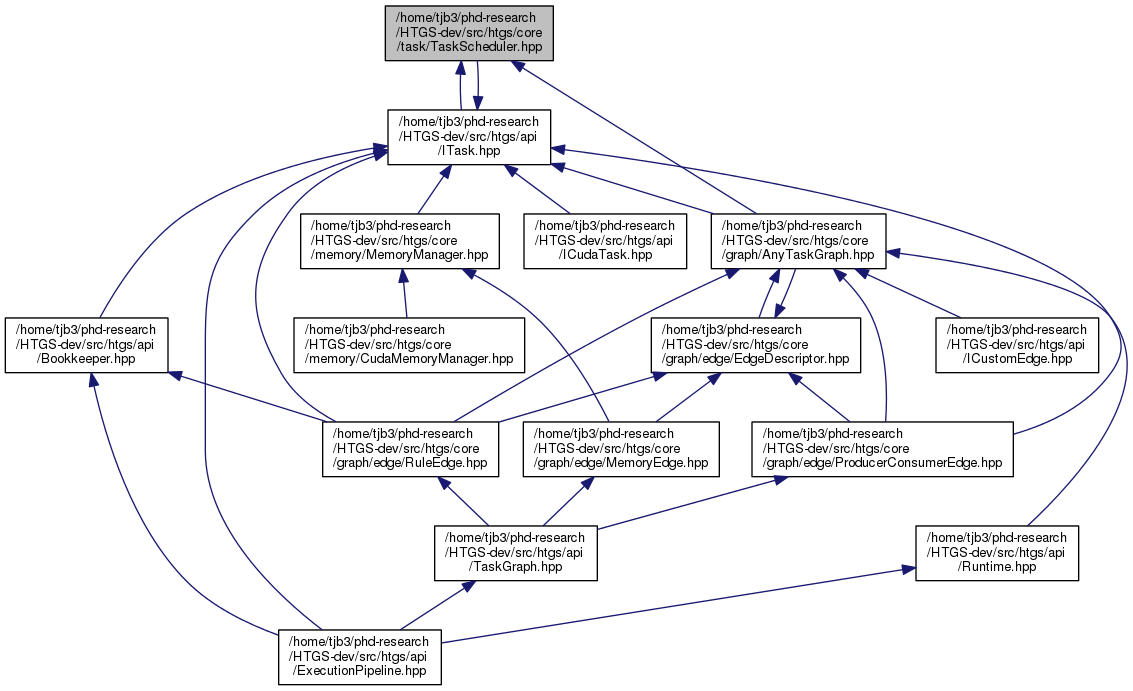 /home/tjb3/phd-research
/HTGS-dev/src/htgs/core
/task/TaskScheduler.hpp
/home/tjb3/phd-research
/HTGS-dev/src/htgs/api
/ITask.hpp
/home/tjb3/phd-research
/HTGS-dev/src/htgs/core
/memory/MemoryManager.hpp
/home/tjb3/phd-research
/HTGS-dev/src/htgs/api
/ICudaTask.hpp
/home/tjb3/phd-research
/HTGS-dev/src/htgs/core
/graph/AnyTaskGraph.hpp
/home/tjb3/phd-research
/HTGS-dev/src/htgs/api
/Bookkeeper.hpp
/home/tjb3/phd-research
/HTGS-dev/src/htgs/core
/memory/CudaMemoryManager.hpp
/home/tjb3/phd-research
/HTGS-dev/src/htgs/core
/graph/edge/EdgeDescriptor.hpp
/home/tjb3/phd-research
/HTGS-dev/src/htgs/api
/ICustomEdge.hpp
/home/tjb3/phd-research
/HTGS-dev/src/htgs/core
/graph/edge/RuleEdge.hpp
/home/tjb3/phd-research
/HTGS-dev/src/htgs/core
/graph/edge/MemoryEdge.hpp
/home/tjb3/phd-research
/HTGS-dev/src/htgs/core
/graph/edge/ProducerConsumerEdge.hpp
/home/tjb3/phd-research
/HTGS-dev/src/htgs/api
/TaskGraph.hpp
/home/tjb3/phd-research
/HTGS-dev/src/htgs/api
/Runtime.hpp
/home/tjb3/phd-research
/HTGS-dev/src/htgs/api
/ExecutionPipeline.hpp